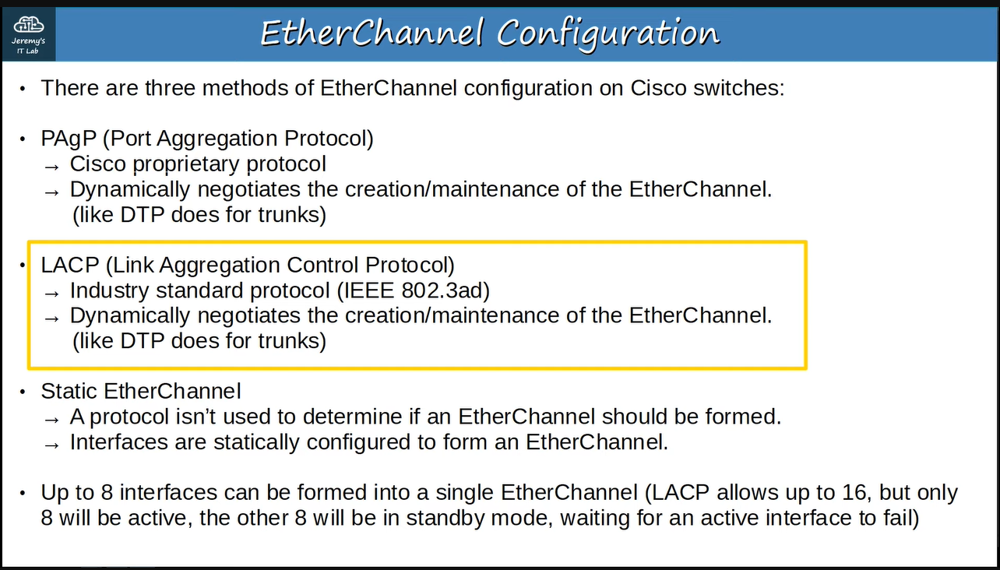 Jeremy's
IT Lab
EtherChannel Configuration
• There are three methods of EtherChannel configuration on Cisco switches:
• PAgP (Port Aggregation Protocol)
→ Cisco proprietary protocol
→ Dynamically negotiates the creation/maintenance of the EtherChannel.
(like DTP does for trunks)
• LACP (Link Aggregation Control Protocol)
→ Industry standard protocol (IEEE 802.3ad)
→ Dynamically negotiates the creation/maintenance of the EtherChannel.
(like DTP does for trunks)
• Static EtherChannel
→ A protocol isn’t used to determine if an EtherChannel should be formed.
→ Interfaces are statically configured to form an EtherChannel.
• Up to 8 interfaces can be formed into a single EtherChannel (LACP allows up to 16, but only
8 will be active, the other 8 will be in standby mode, waiting for an active interface to fail)